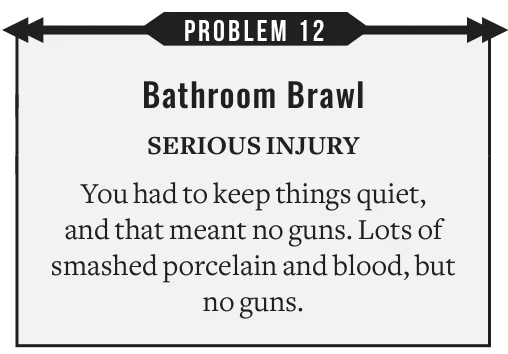 PROBLEM 12
Bathroom Brawl
SERIOUS INJURY
You had to keep things quiet,
and that meant no guns. Lots of
smashed porcelain and blood, but
no guns.